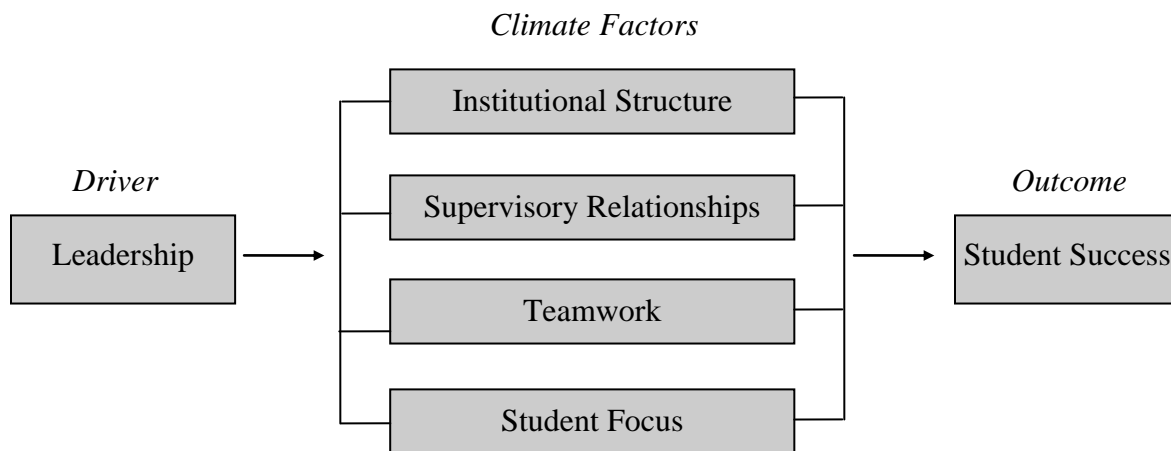 Climate Factors
Institutional Structure
Driver
Leadership
Supervisory Relationships
Teamwork
Student Focus
Outcome
Student Success